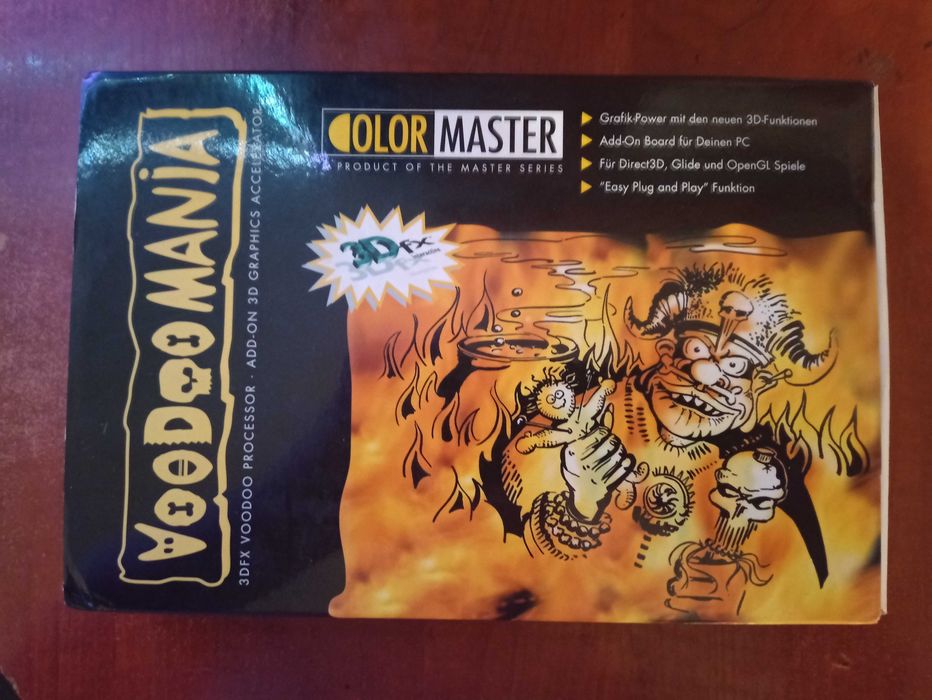 VOODOO MANIA
3DFX VOODOO PROCESSOR · ADD-ON 3D GRAPHICS ACCELERATOR
COLOR MASTER
PRODUCT OF THE MASTER SERIES
Grafik-Power mit den neuen 3D-Funktionen
Add-On Board für Deinen PC
Für Direct3D, Glide und OpenGL Spiele
"Easy Plug and Play" Funktion
3Dfx
interactive